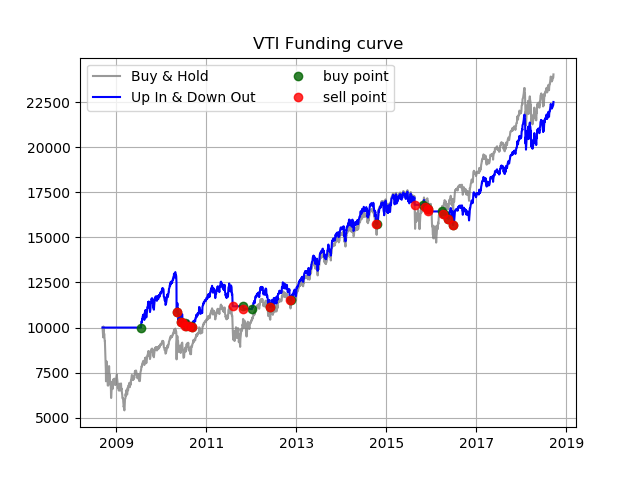 VTI Funding curve
Buy & Hold
Up In & Down Out
buy point
sell point
22500
20000
17500
15000
12500
10000
7500
5000
2009 2011 2013 2015 2017 2019